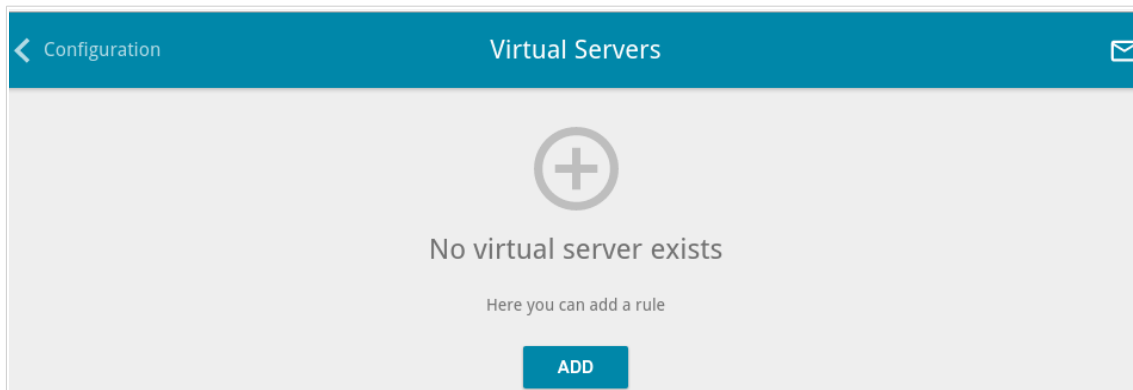 Configuration
Virtual Servers
No virtual server exists
Here you can add a rule
ADD